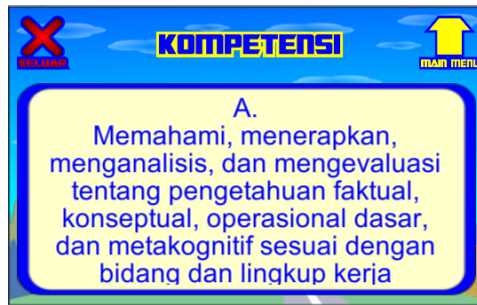 KOMPETENSI
KELUAR
MAIN MENU
A.
Memahami, menerapkan,
menganalisis, dan mengevaluasi
tentang pengetahuan faktual,
konseptual, operasional dasar,
dan metakognitif sesuai dengan
bidang dan lingkup kerja